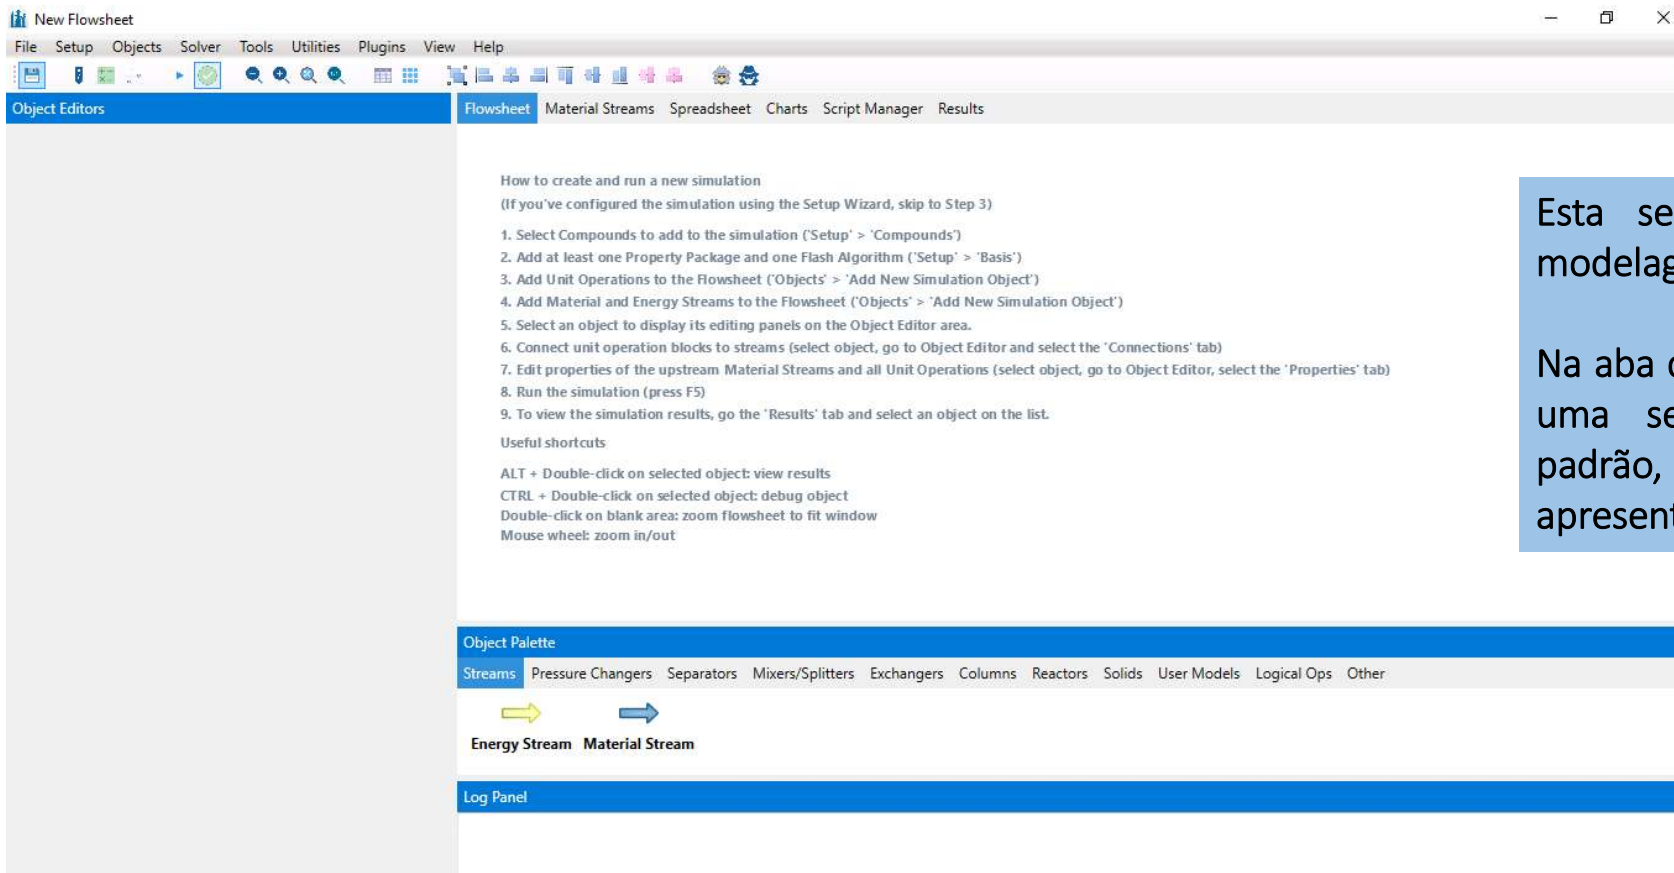 New Flowsheet
File Setup Objects Solver Tools Utilities Plugins View Help
Object Editors
Flowsheet Material Streams Spreadsheet Charts Script Manager Results
How to create and run a new simulation
(If you've configured the simulation using the Setup Wizard, skip to Step 3)
1. Select Compounds to add to the simulation ('Setup' > 'Compounds')
2. Add at least one Property Package and one Flash Algorithm ('Setup' > 'Basis')
3. Add Unit Operations to the Flowsheet ('Objects' > 'Add New Simulation Object')
4. Add Material and Energy Streams to the Flowsheet ('Objects' > 'Add New Simulation Object')
5. Select an object to display its editing panels on the Object Editor area.
6. Connect unit operation blocks to streams (select object, go to Object Editor and select the 'Connections' tab)
7. Edit properties of the upstream Material Streams and all Unit Operations (select object, go to Object Editor, select the 'Properties' tab)
8. Run the simulation (press F5)
9. To view the simulation results, go the 'Results' tab and select an object on the list.
Useful shortcuts
ALT + Double-click on selected object: view results
CTRL + Double-click on selected object: debug object
Double-click on blank area: zoom flowsheet to fit window
Mouse wheel: zoom in/out
Esta se
modelag
Na aba
uma se
padrão,
apresent
Object Palette
Streams Pressure Changers Separators Mixers/Splitters Exchangers Columns Reactors Solids User Models Logical Ops Other
Energy Stream Material Stream
Log Panel